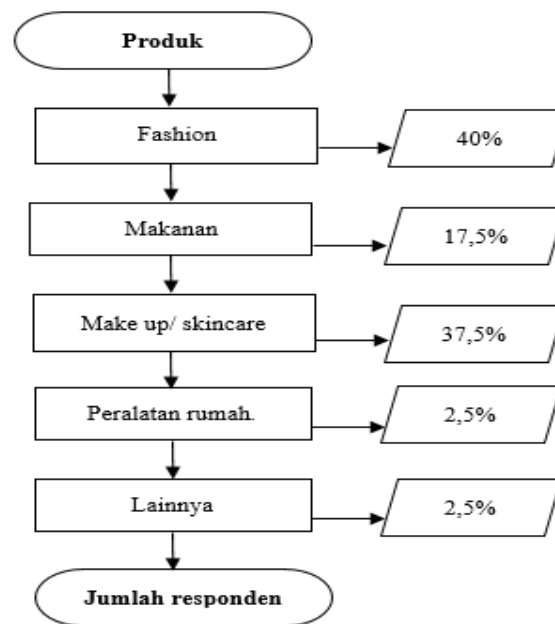 Produk
Fashion
40%
Makanan
17,5%
Make up/ skincare
37,5%
Peralatan rumah.
2,5%
Lainnya
2,5%
Jumlah responden